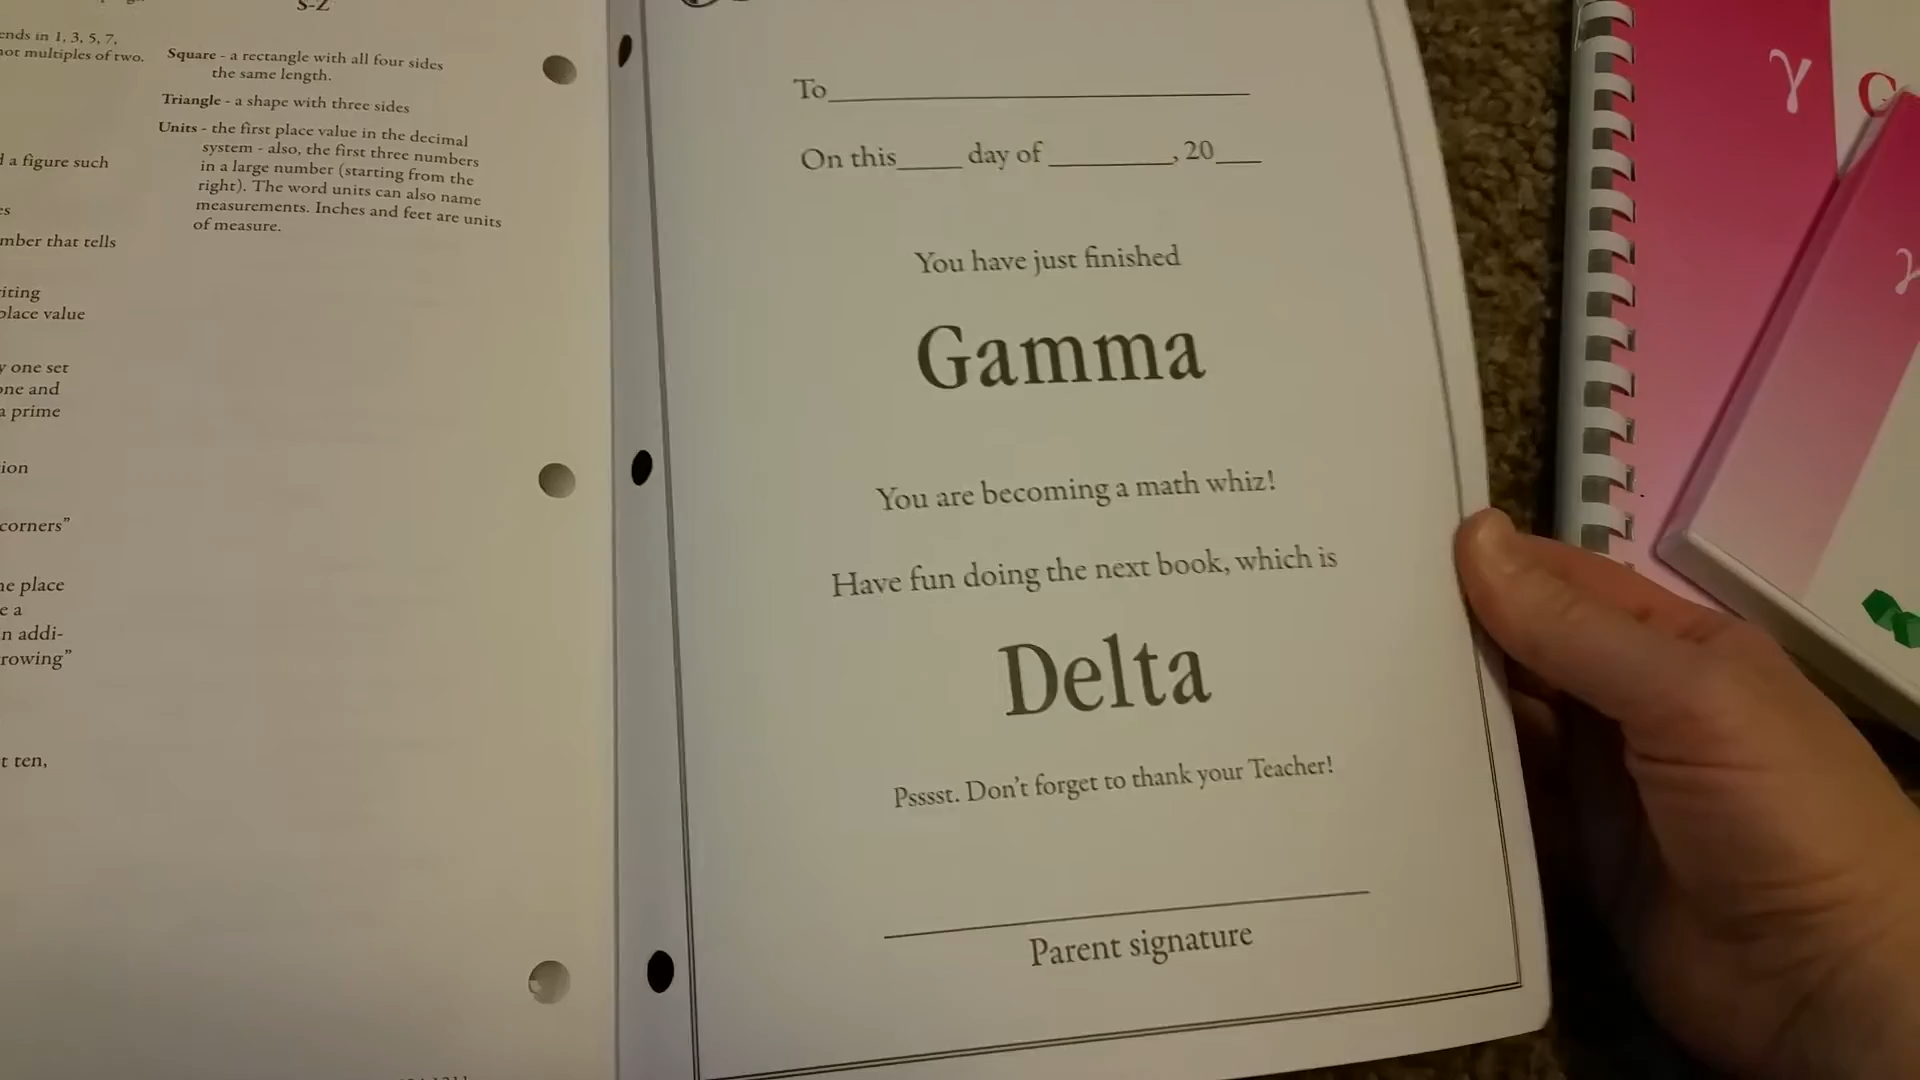 S-Z
ends in 1, 3, 5, 7,
not multiples of two.
a figure such
mber that tells
iting
place value
one set
one and
a prime
ion
corners”
place
e a
n addi-
rowing”
t ten,
Square - a rectangle with all four sides
the same length.
Triangle - a shape with three sides
Units - the first place value in the decimal
system - also, the first three numbers
in a large number (starting from the
right). The word units can also name
measurements. Inches and feet are units
of measure.
To
On this____ day of ________, 20___
You have just finished
Gamma
You are becoming a math whiz!
Have fun doing the next book, which is
Delta
Psssst. Don’t forget to thank your Teacher!
Parent signature
γ
γ